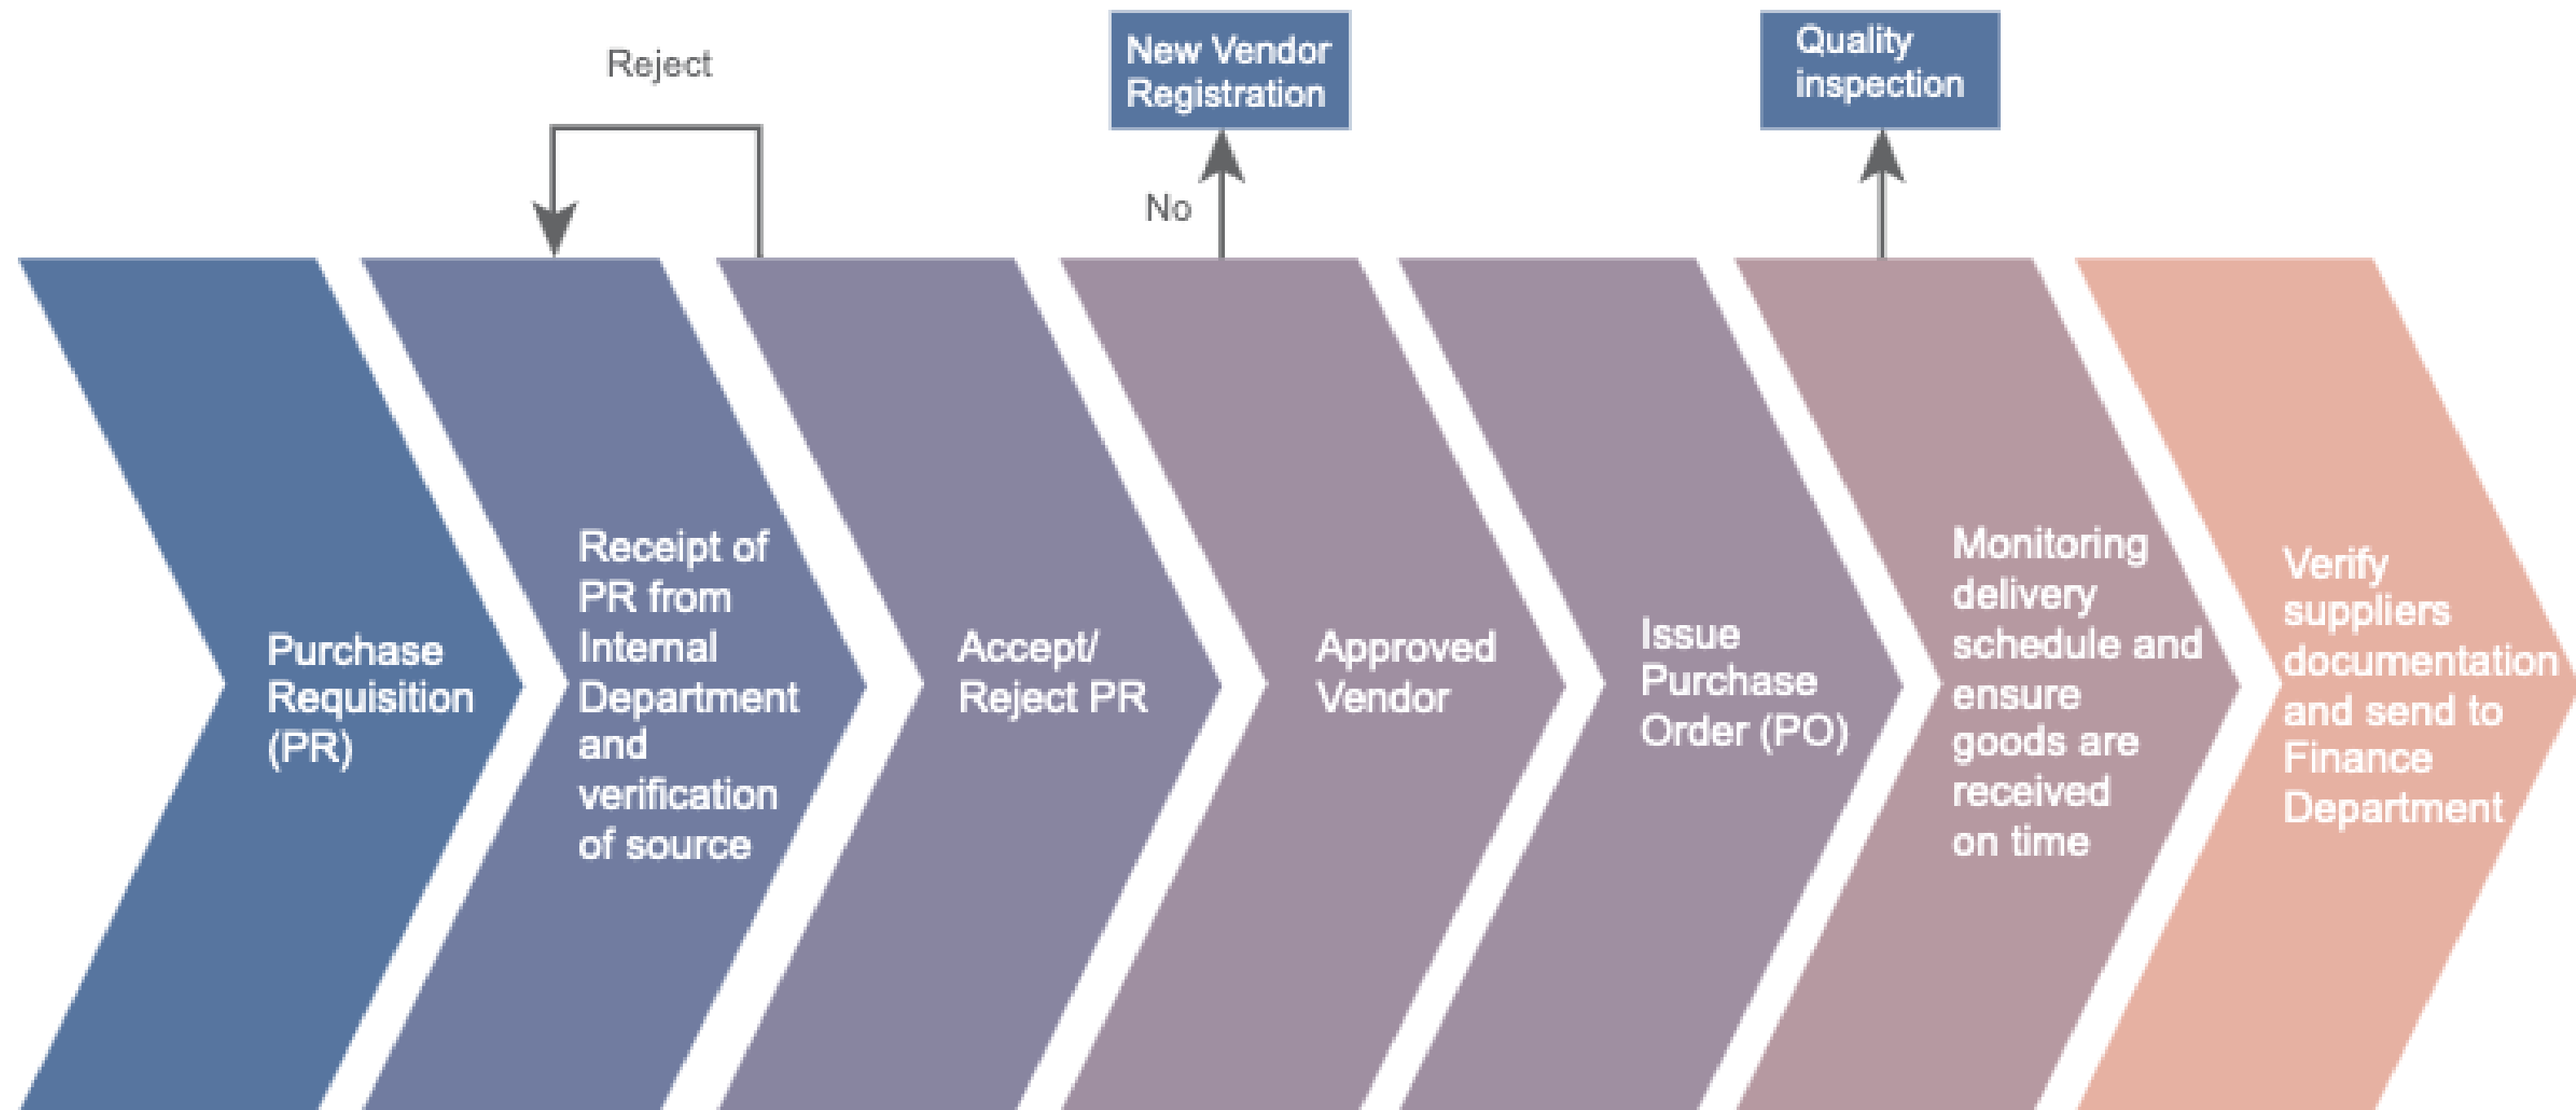 Reject
New Vendor
Registration
Quality
inspection
No
Purchase
Requisition
(PR)
Receipt of
PR from
Internal
Department
and
verification
of source
Accept/
Reject PR
Approved
Vendor
Issue
Purchase
Order (PO)
Monitoring
delivery
schedule and
ensure
goods are
received
on time
Verify
suppliers
documentation
and send to
Finance
Department